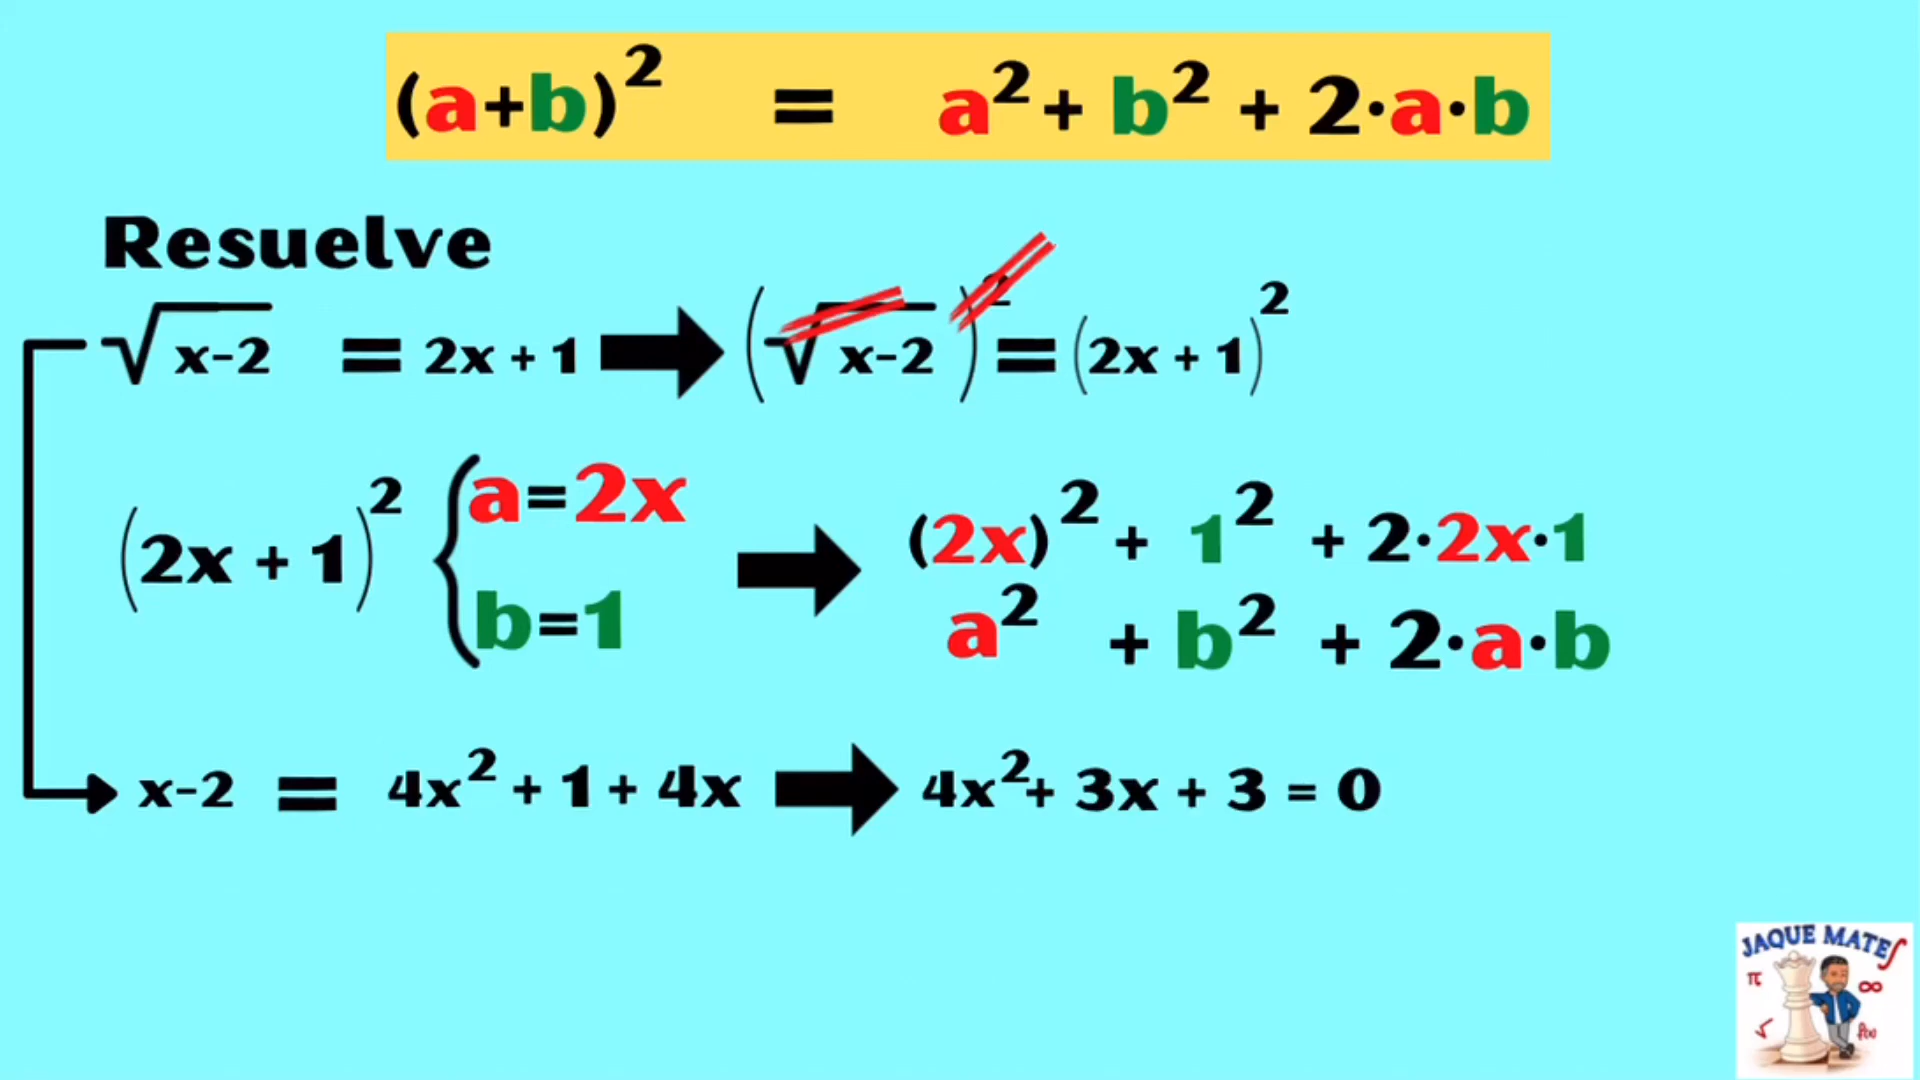 (a+b)² = a² + b² + 2·a·b
Resuelve
√x-2 = 2x + 1 (√x-2)² = (2x + 1)²
(2x + 1)² { a=2x
b=1
(2x)² + 1² + 2·2x·1
a² + b² + 2·a·b
x-2 = 4x² + 1 + 4x 4x² + 3x + 3 = 0
JAQUE MATE∫
π
∞
√
f(x)